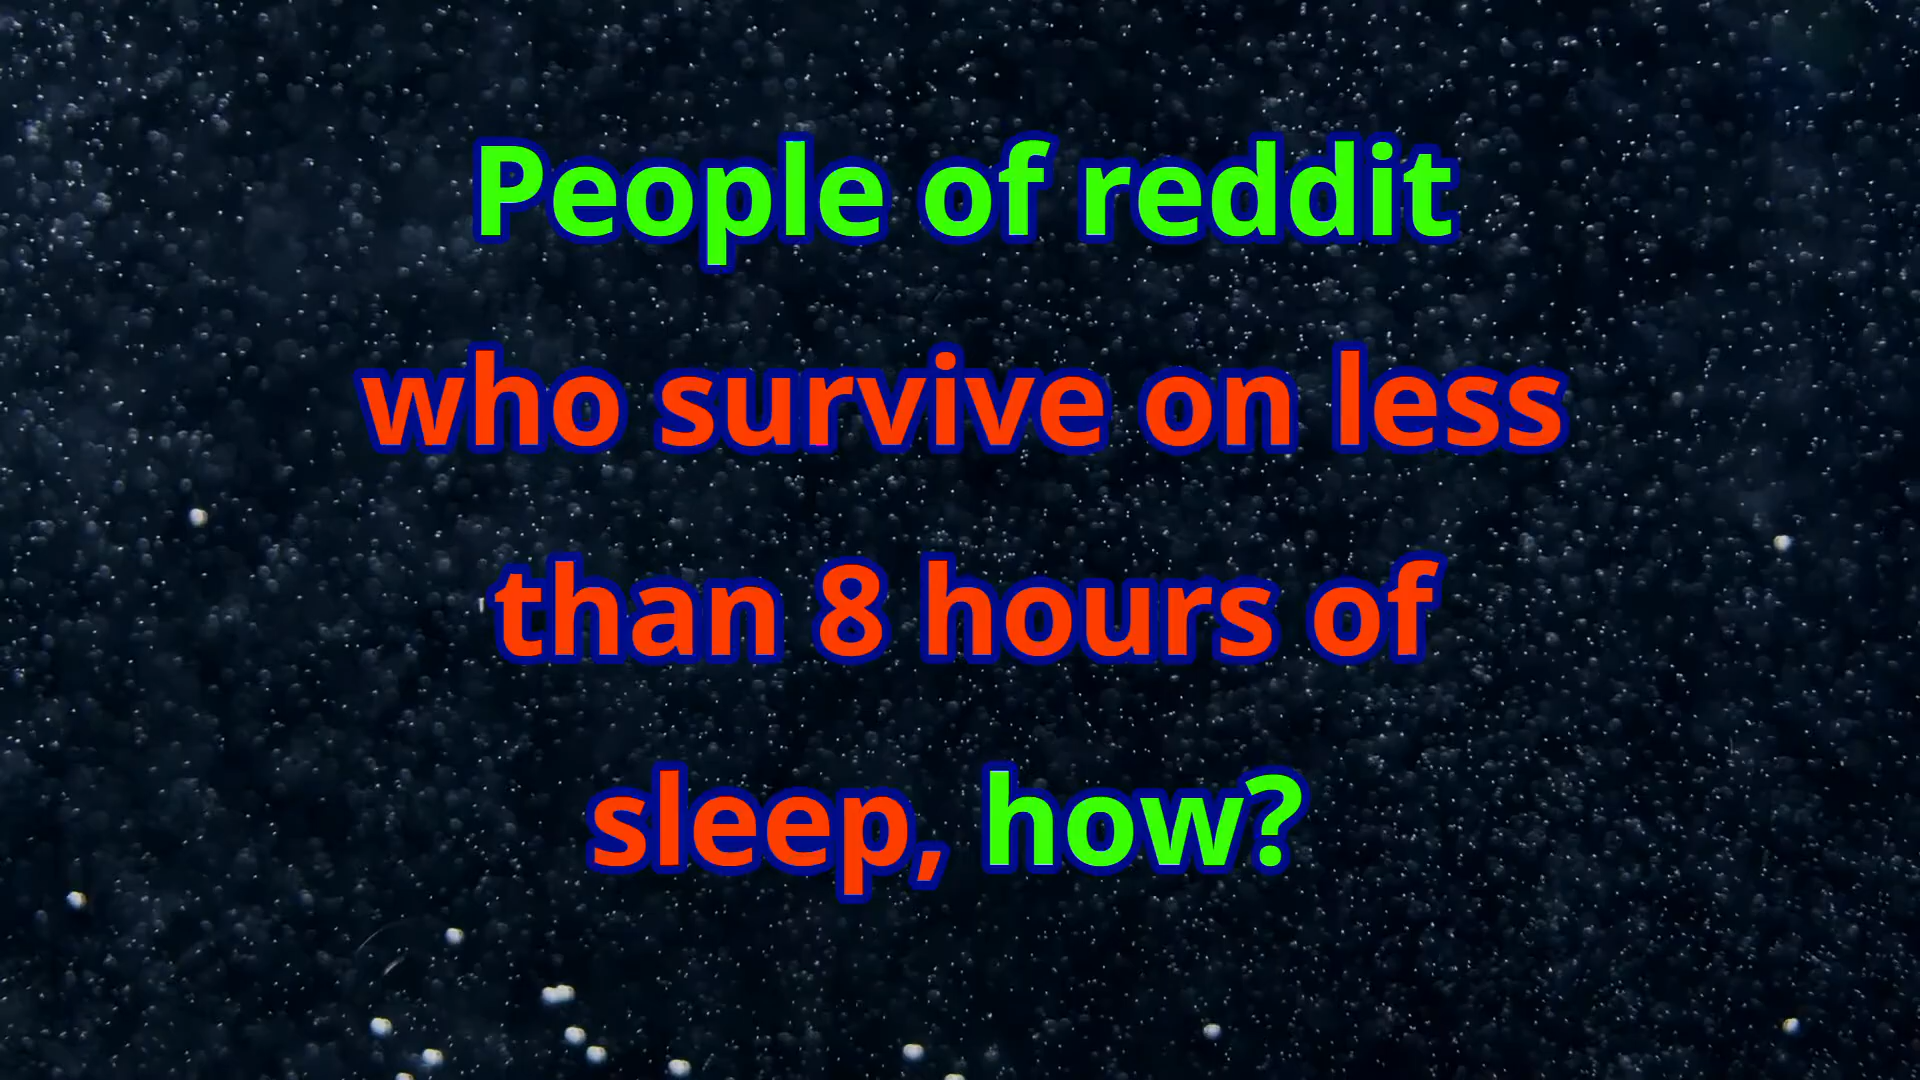 People of reddit
who survive on less
than 8 hours of
sleep, how?